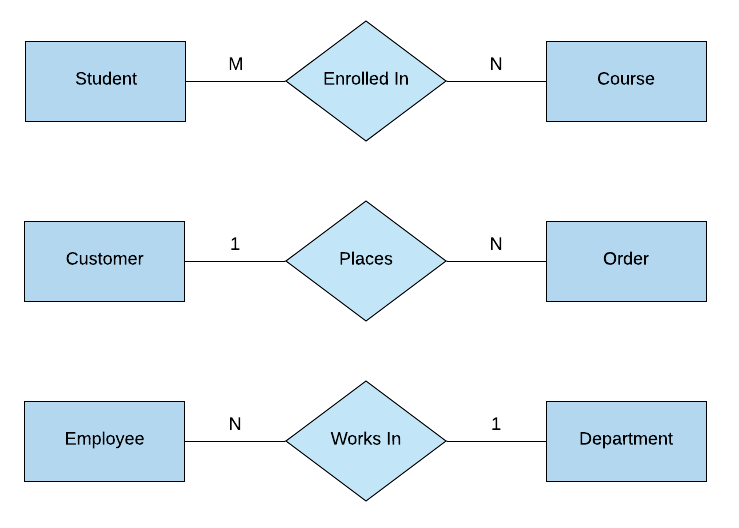 Student M Enrolled In N Course
Customer 1 Places N Order
Employee N Works In 1 Department